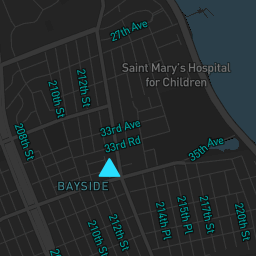 27th Ave
Saint Mary's Hospital
for Children
212th St
210th St
208th St
33rd Ave
33rd Rd
35th Ave
BAYSIDE
210th St
212th St
214th Pl
215th Pl
217th St
220th St